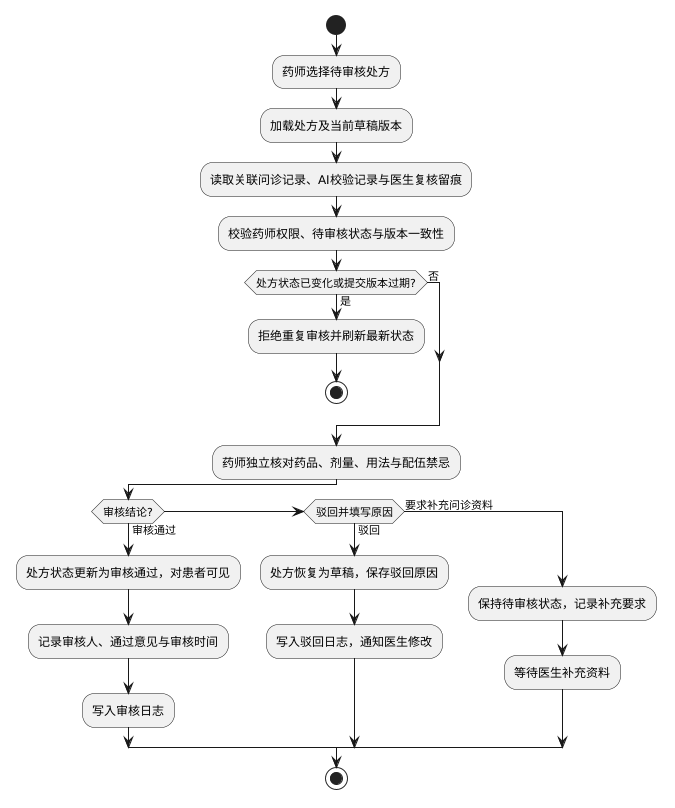 药师选择待审核处方
加载处方及当前草稿版本
读取关联问诊记录、AI校验记录与医生复核留痕
校验药师权限、待审核状态与版本一致性
处方状态已变化或提交版本过期?
否
是
拒绝重复审核并刷新最新状态
药师独立核对药品、剂量、用法与配伍禁忌
审核结论?
审核通过
驳回并填写原因
驳回
要求补充问诊资料
处方状态更新为审核通过，对患者可见
处方恢复为草稿，保存驳回原因
保持待审核状态，记录补充要求
记录审核人、通过意见与审核时间
写入驳回日志，通知医生修改
等待医生补充资料
写入审核日志